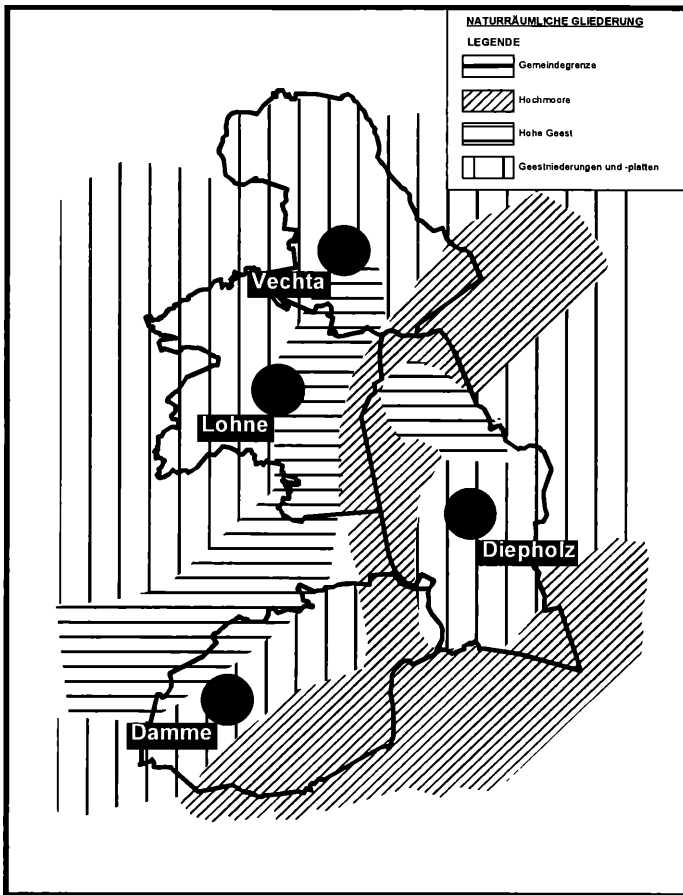 NATURRÄUMLICHE GLIEDERUNG
LEGENDE
Gemeindegrenze
Hochmoore
Hohe Geest
Geestniederungen und -platten
Vechta
Lohne
Diepholz
Damme